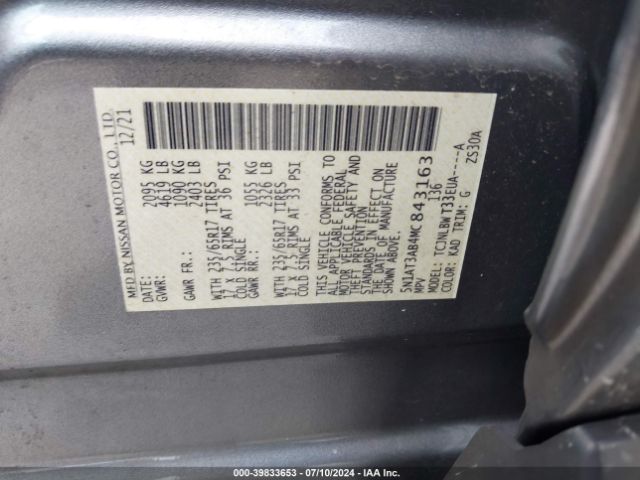 MFD BY NISSAN MOTOR CO., LTD.
DATE: 12/21
GVWR: 2095 KG
4619 LB
GAWR FR.: 1090 KG
2403 LB
WITH 235/65R17 TIRES
17 X 7.5 RIMS AT 36 PSI
COLD SINGLE
GAWR RR.: 1055 KG
2326 LB
WITH 235/65R17 TIRES
17 X 7.5 RIMS AT 33 PSI
COLD SINGLE
THIS VEHICLE CONFORMS TO
ALL APPLICABLE FEDERAL
MOTOR VEHICLE SAFETY AND
THEFT PREVENTION
STANDARDS IN EFFECT ON
THE DATE OF MANUFACTURE
SHOWN ABOVE.
5N1AT3AB4MC843163
MPV 136
MODEL: TCJNLBWT33EUA----A
COLOR: KAD TRIM: G ZS30A
000-39833653 / 07/10/2024 - IAA Inc.